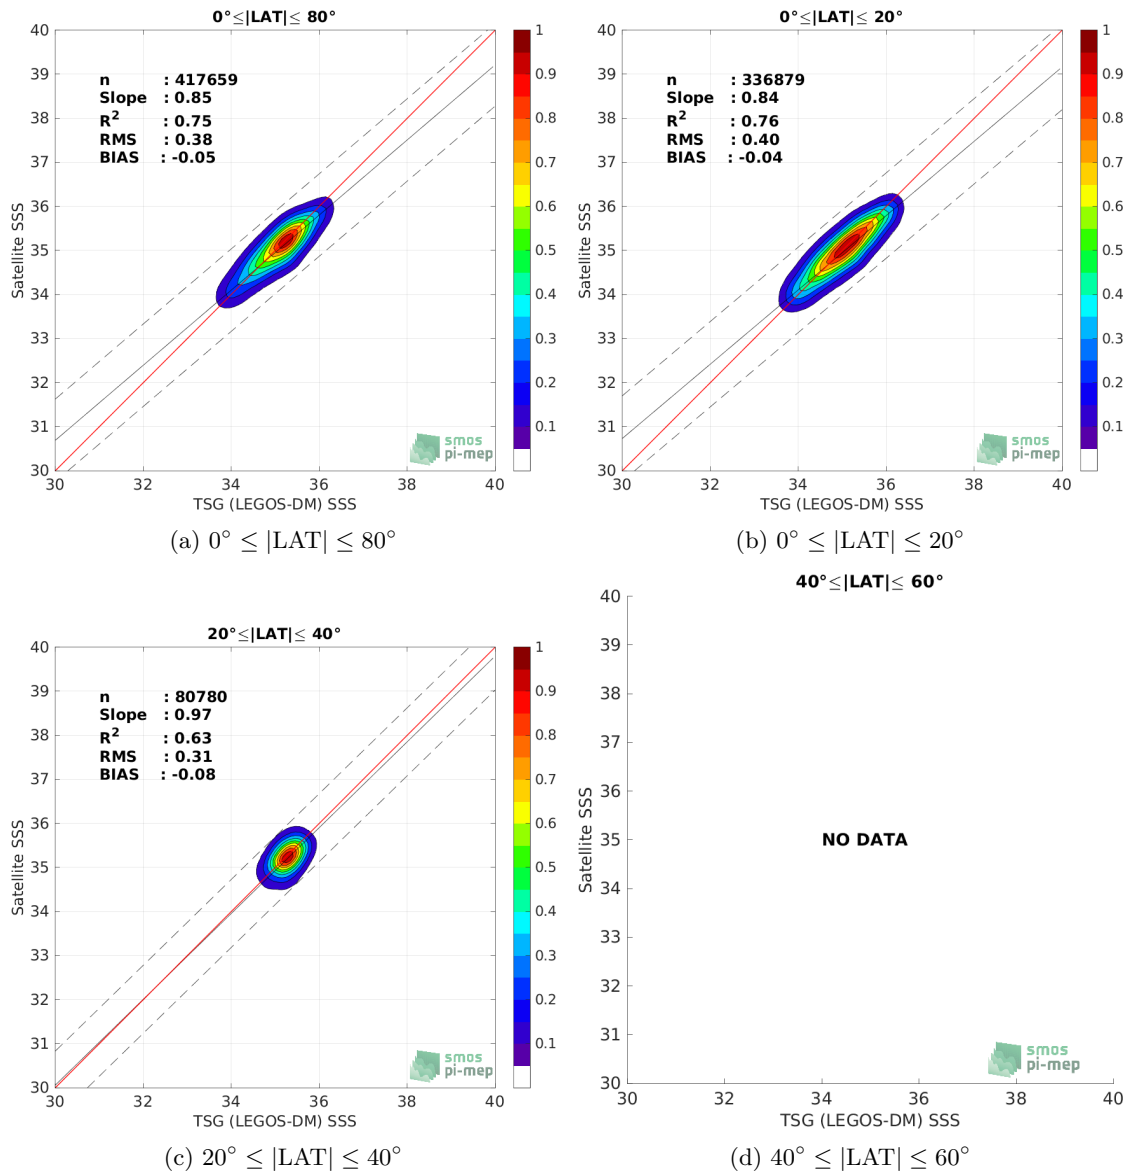 0°≤|LAT|≤ 80°
40
39
38
37
36
35
34
33
32
31
30
Satellite SSS
n : 417659
Slope : 0.85
R² : 0.75
RMS : 0.38
BIAS : -0.05
smos
pi-mep
30 32 34 36 38 40
TSG (LEGOS-DM) SSS
1
0.9
0.8
0.7
0.6
0.5
0.4
0.3
0.2
0.1
(a) 0° ≤ |LAT| ≤ 80°
0°≤|LAT|≤ 20°
40
39
38
37
36
35
34
33
32
31
30
Satellite SSS
n : 336879
Slope : 0.84
R² : 0.76
RMS : 0.40
BIAS : -0.04
smos
pi-mep
30 32 34 36 38 40
TSG (LEGOS-DM) SSS
1
0.9
0.8
0.7
0.6
0.5
0.4
0.3
0.2
0.1
(b) 0° ≤ |LAT| ≤ 20°
20°≤|LAT|≤ 40°
40
39
38
37
36
35
34
33
32
31
30
Satellite SSS
n : 80780
Slope : 0.97
R² : 0.63
RMS : 0.31
BIAS : -0.08
smos
pi-mep
30 32 34 36 38 40
TSG (LEGOS-DM) SSS
1
0.9
0.8
0.7
0.6
0.5
0.4
0.3
0.2
0.1
(c) 20° ≤ |LAT| ≤ 40°
40°≤|LAT|≤ 60°
40
39
38
37
36
35
34
33
32
31
30
Satellite SSS
NO DATA
smos
pi-mep
30 32 34 36 38 40
TSG (LEGOS-DM) SSS
(d) 40° ≤ |LAT| ≤ 60°